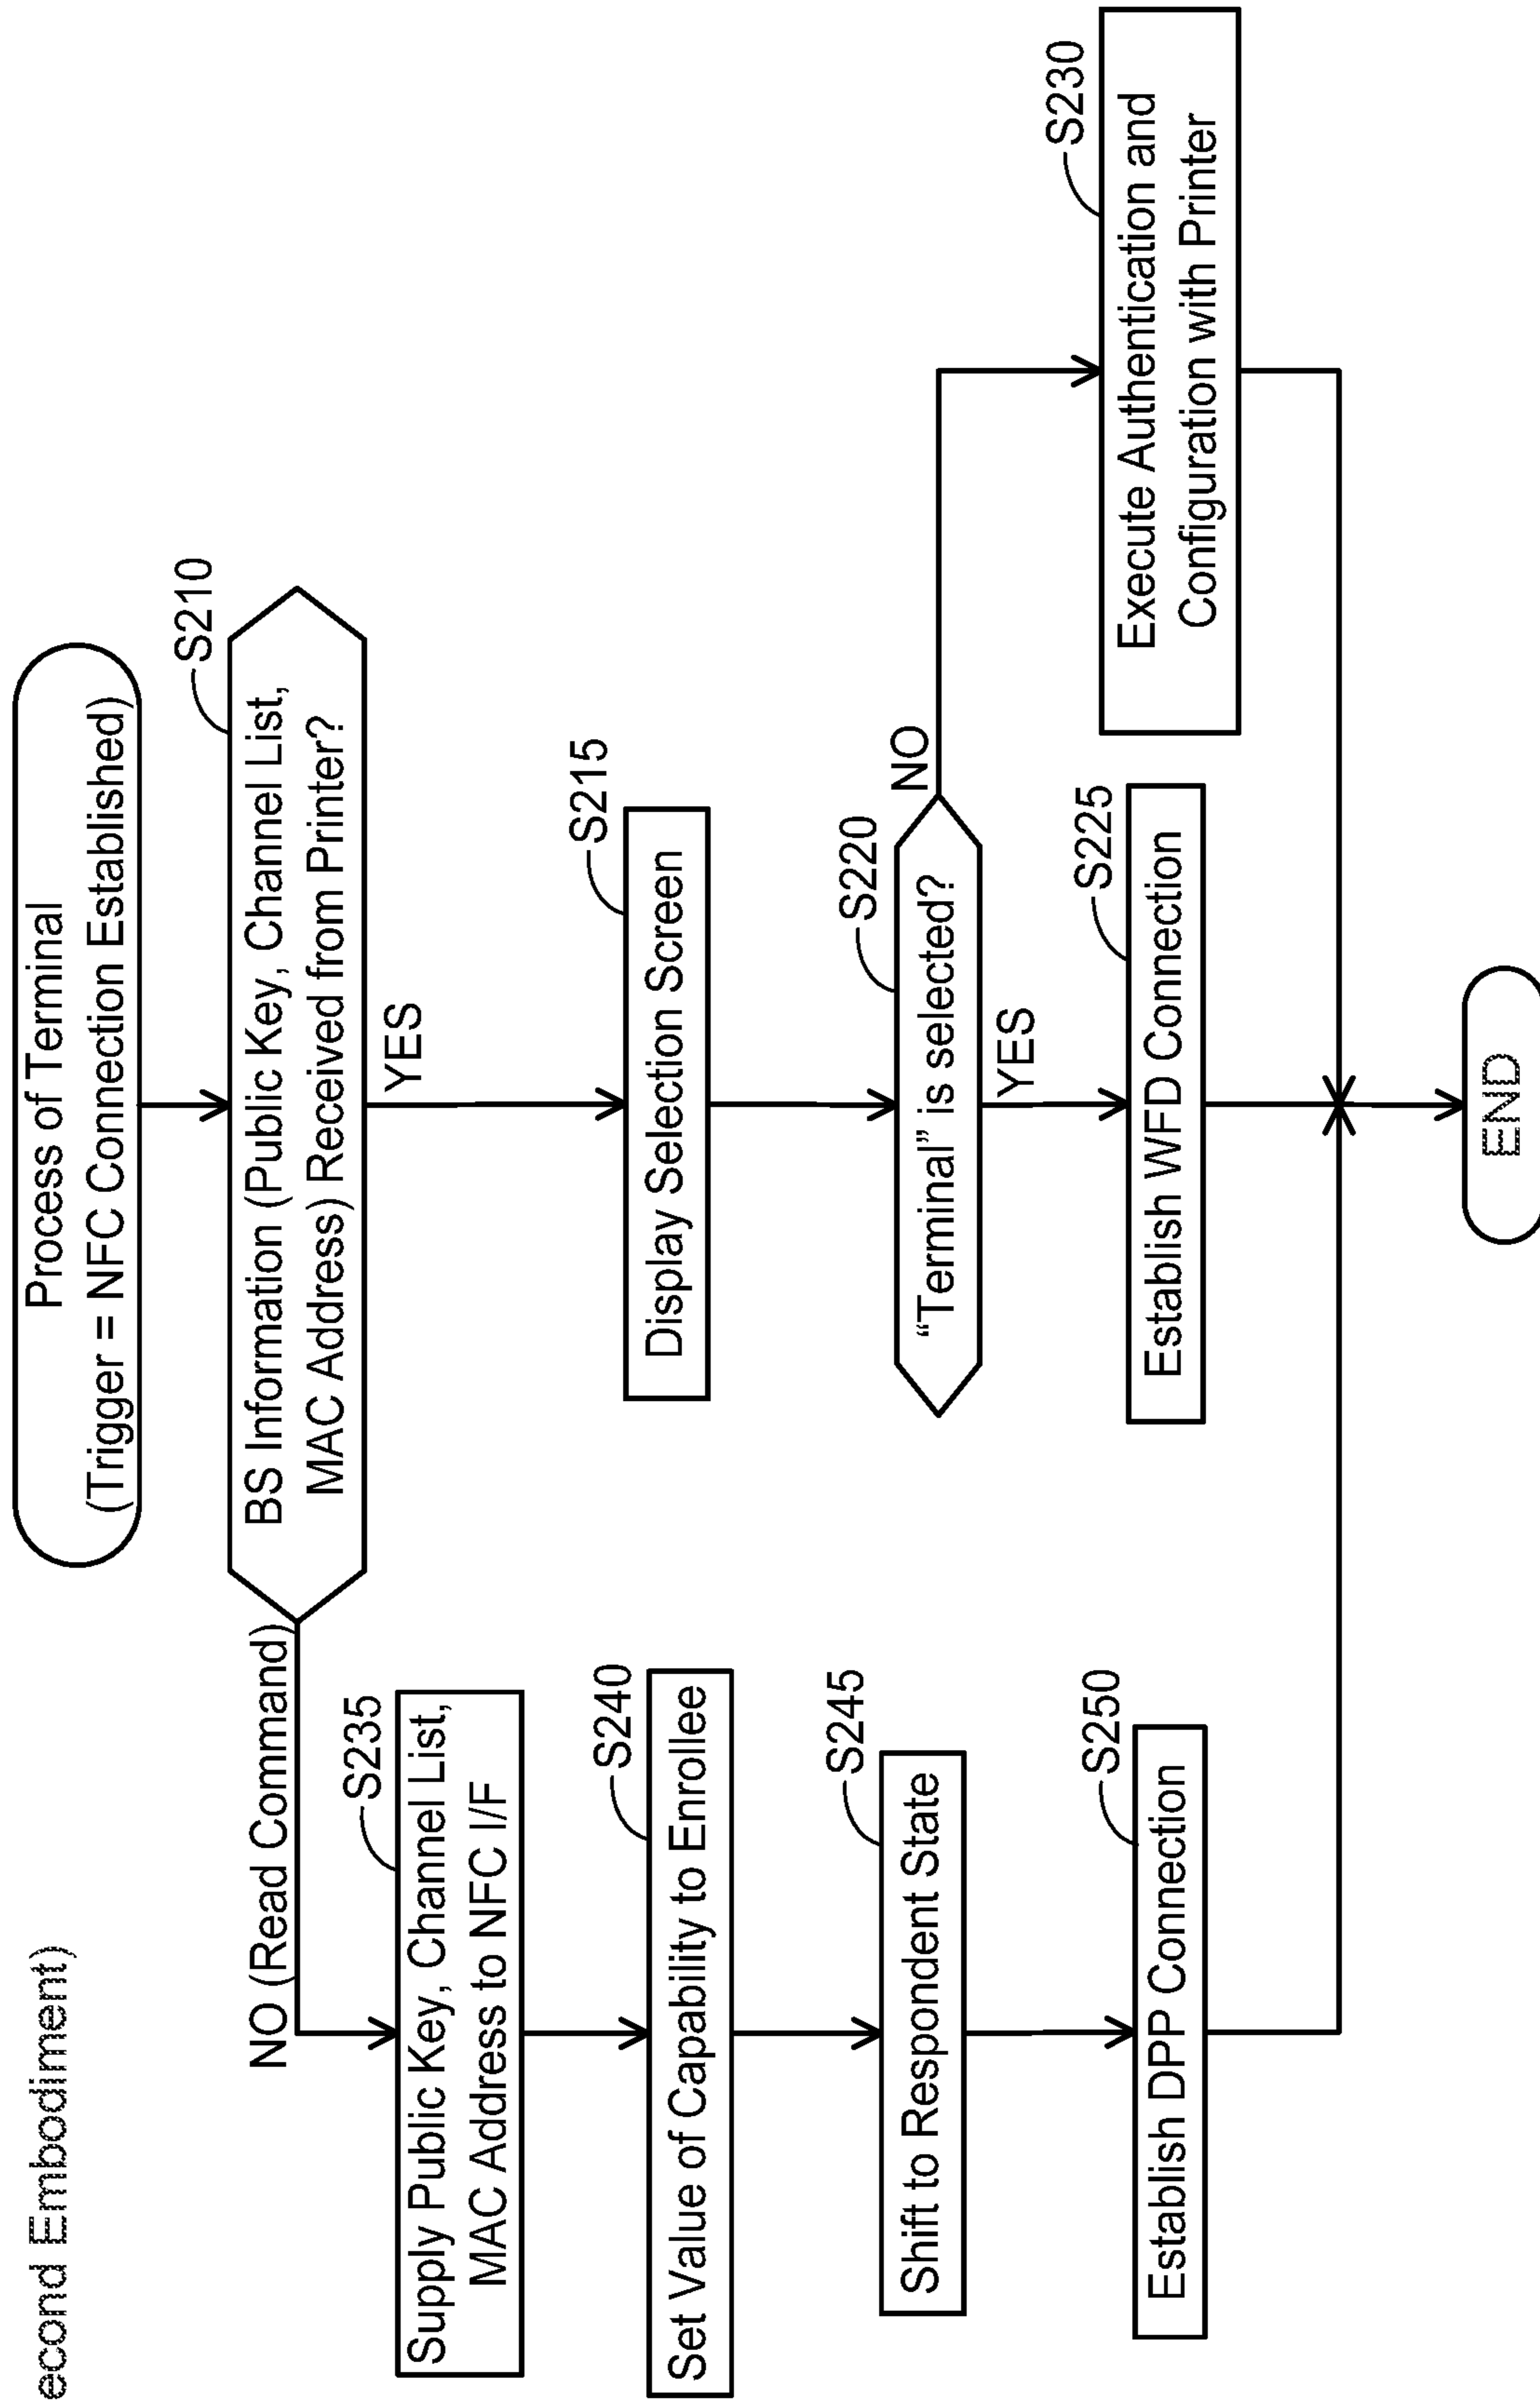 econd Embodiment)
Process of Terminal
(Trigger = NFC Connection Established)
S210
BS Information (Public Key, Channel List,
MAC Address) Received from Printer?
NO (Read Command)
YES
S235
Supply Public Key, Channel List,
MAC Address to NFC I/F
S215
Display Selection Screen
S240
Set Value of Capability to Enrollee
S220
“Terminal” is selected?
NO
YES
S245
Shift to Respondent State
S225
Establish WFD Connection
S230
Execute Authentication and
Configuration with Printer
S250
Establish DPP Connection
END